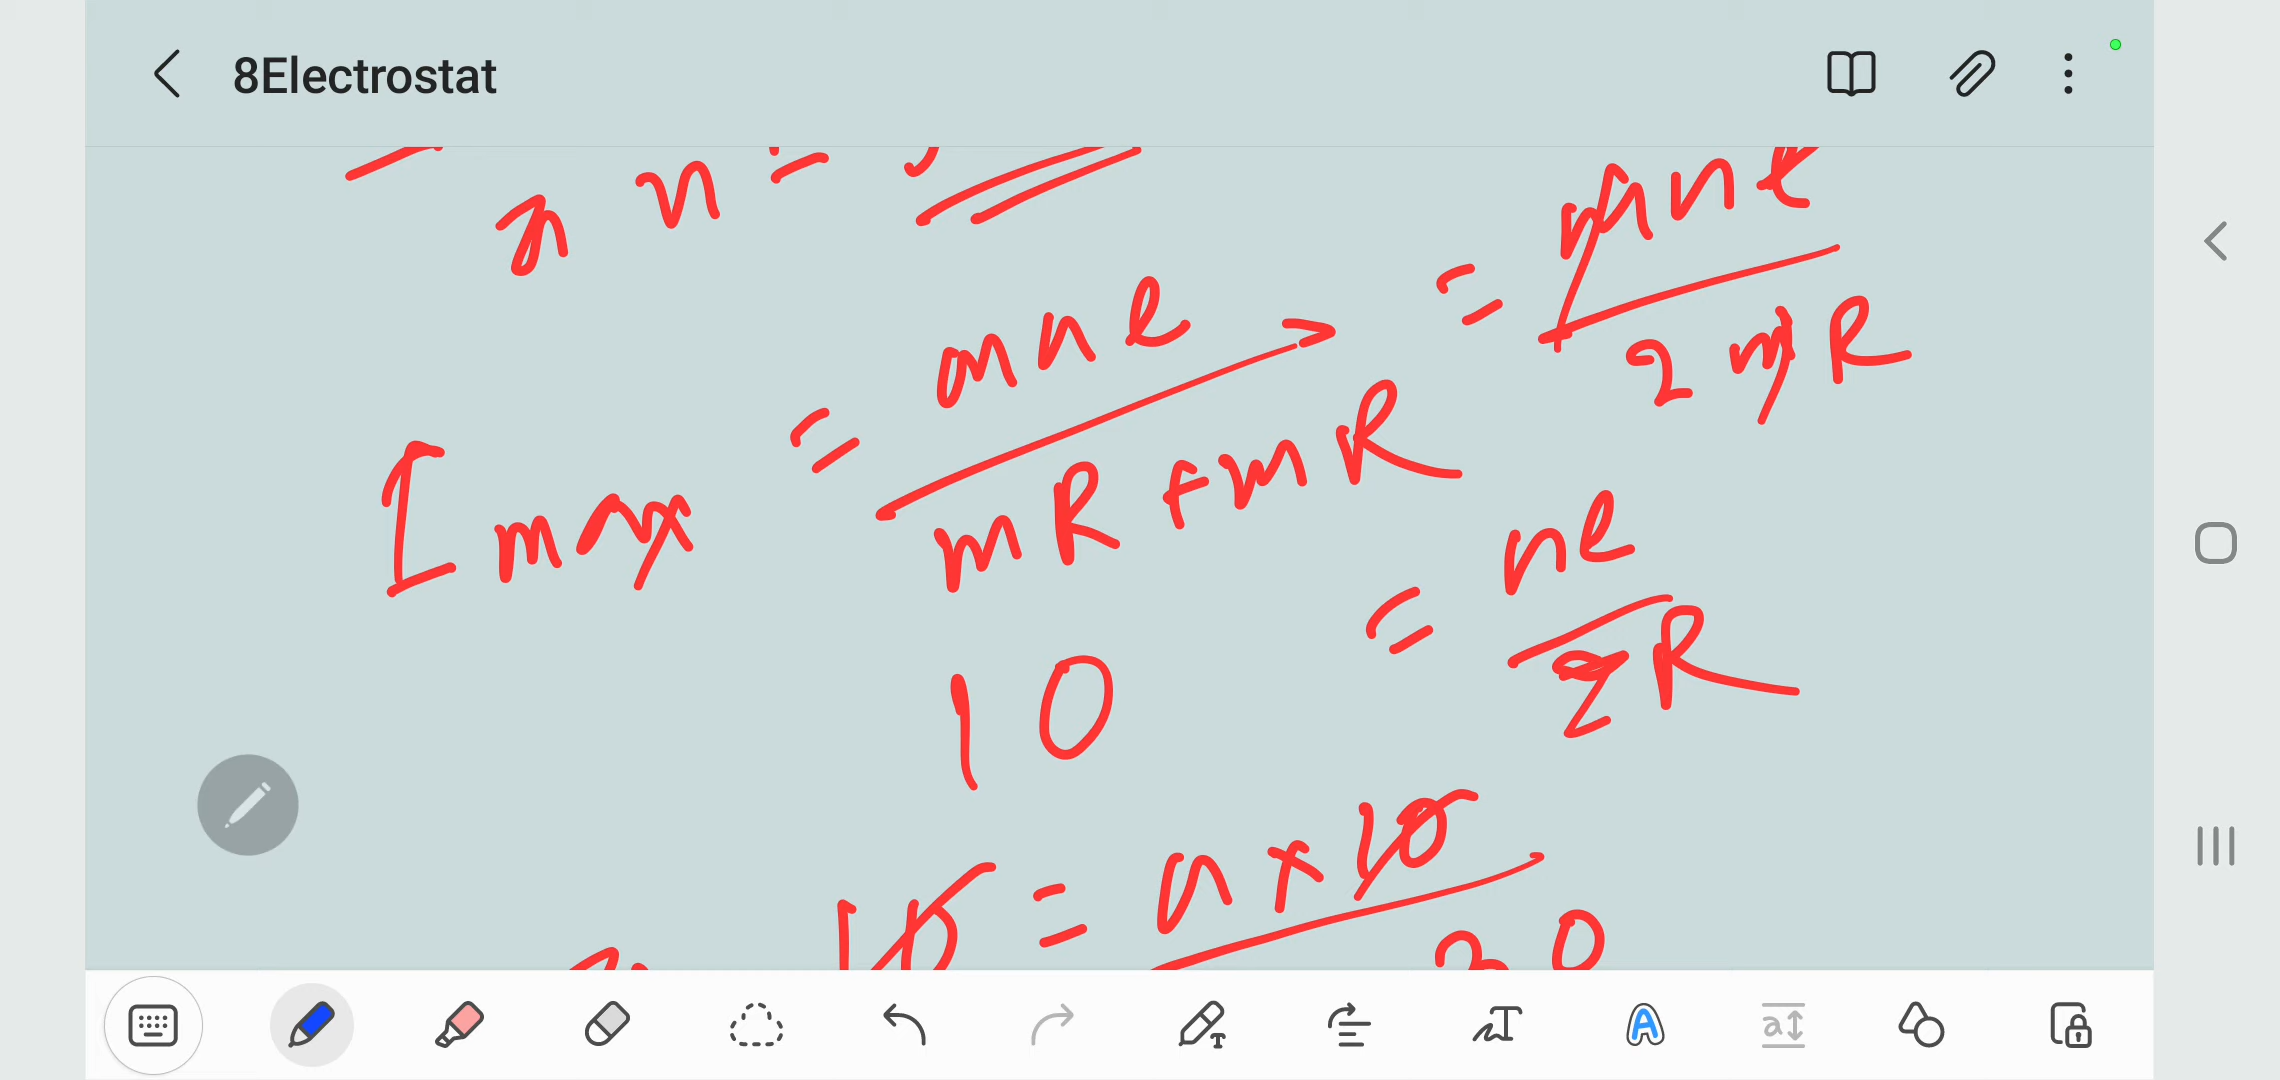 8Electrostat
n =
I max = mne / mR + mR = mne / 2mR
= ne / 2R
10
10 = n × 10 / 20